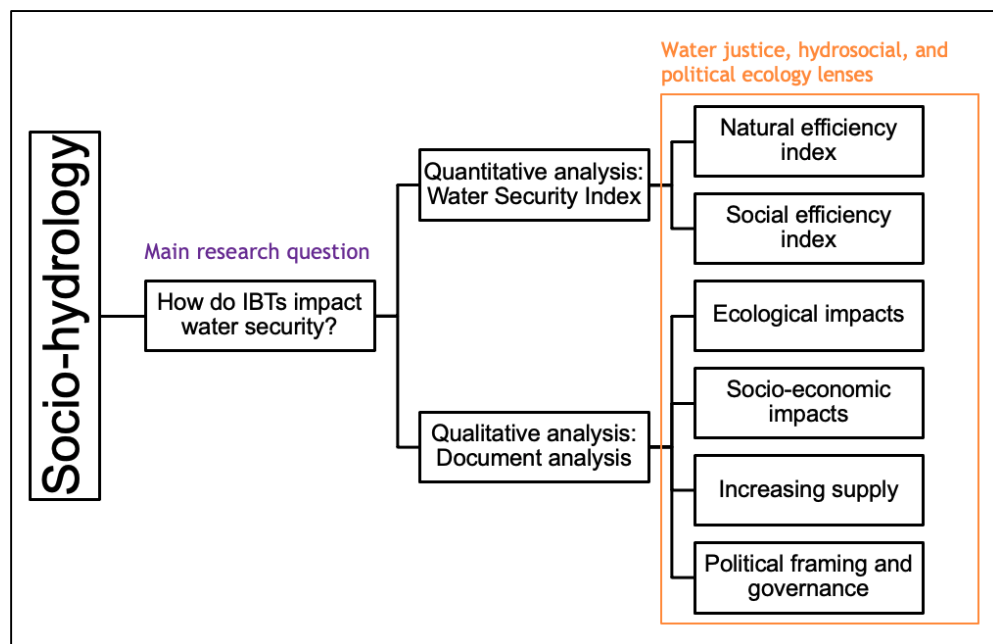 Socio-hydrology
Main research question
How do IBTs impact
water security?
Quantitative analysis:
Water Security Index
Qualitative analysis:
Document analysis
Water justice, hydrosocial, and
political ecology lenses
Natural efficiency
index
Social efficiency
index
Ecological impacts
Socio-economic
impacts
Increasing supply
Political framing and
governance